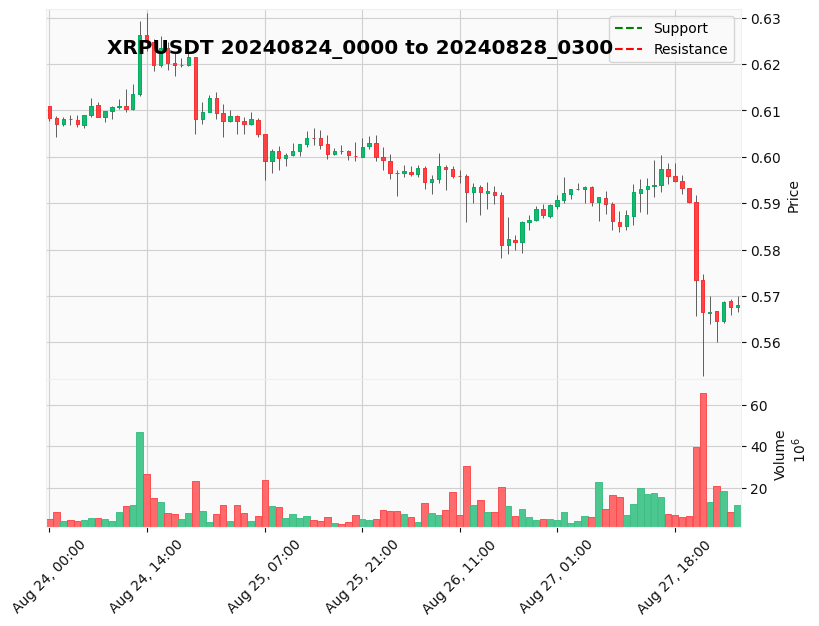 XRPUSDT 20240824_0000 to 20240828_0300
Support
Resistance
0.63
0.62
0.61
0.60
0.59
0.58
0.57
0.56
Price
60
40
20
Volume
10⁶
Aug 24, 00:00
Aug 24, 14:00
Aug 25, 07:00
Aug 25, 21:00
Aug 26, 11:00
Aug 27, 01:00
Aug 27, 18:00